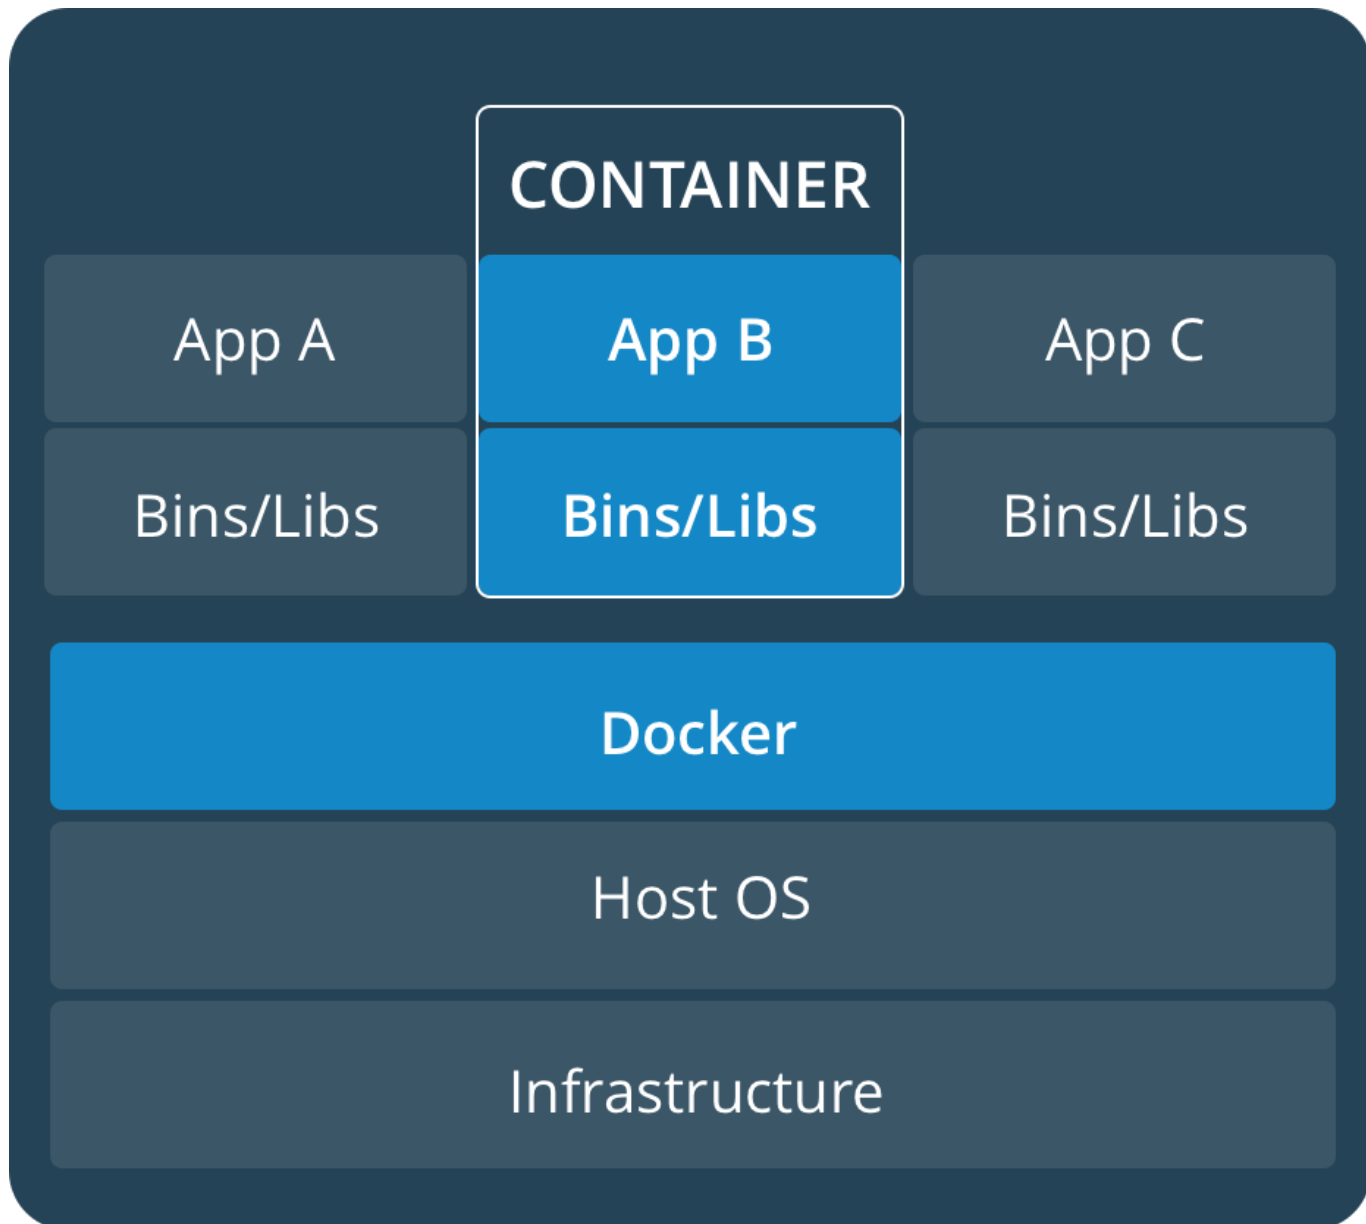 CONTAINER
App A
App B
App C
Bins/Libs
Bins/Libs
Bins/Libs
Docker
Host OS
Infrastructure